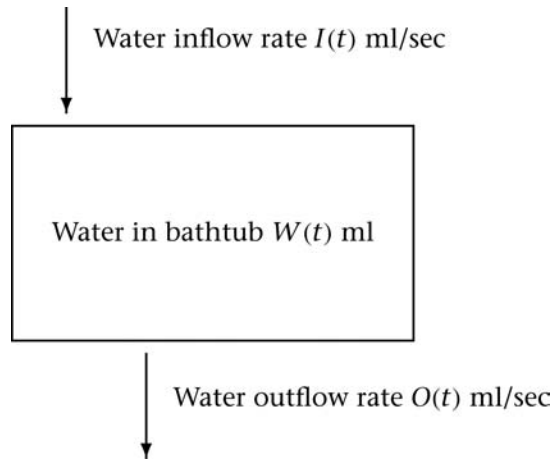 Water inflow rate I(t) ml/sec
Water in bathtub W(t) ml
Water outflow rate O(t) ml/sec